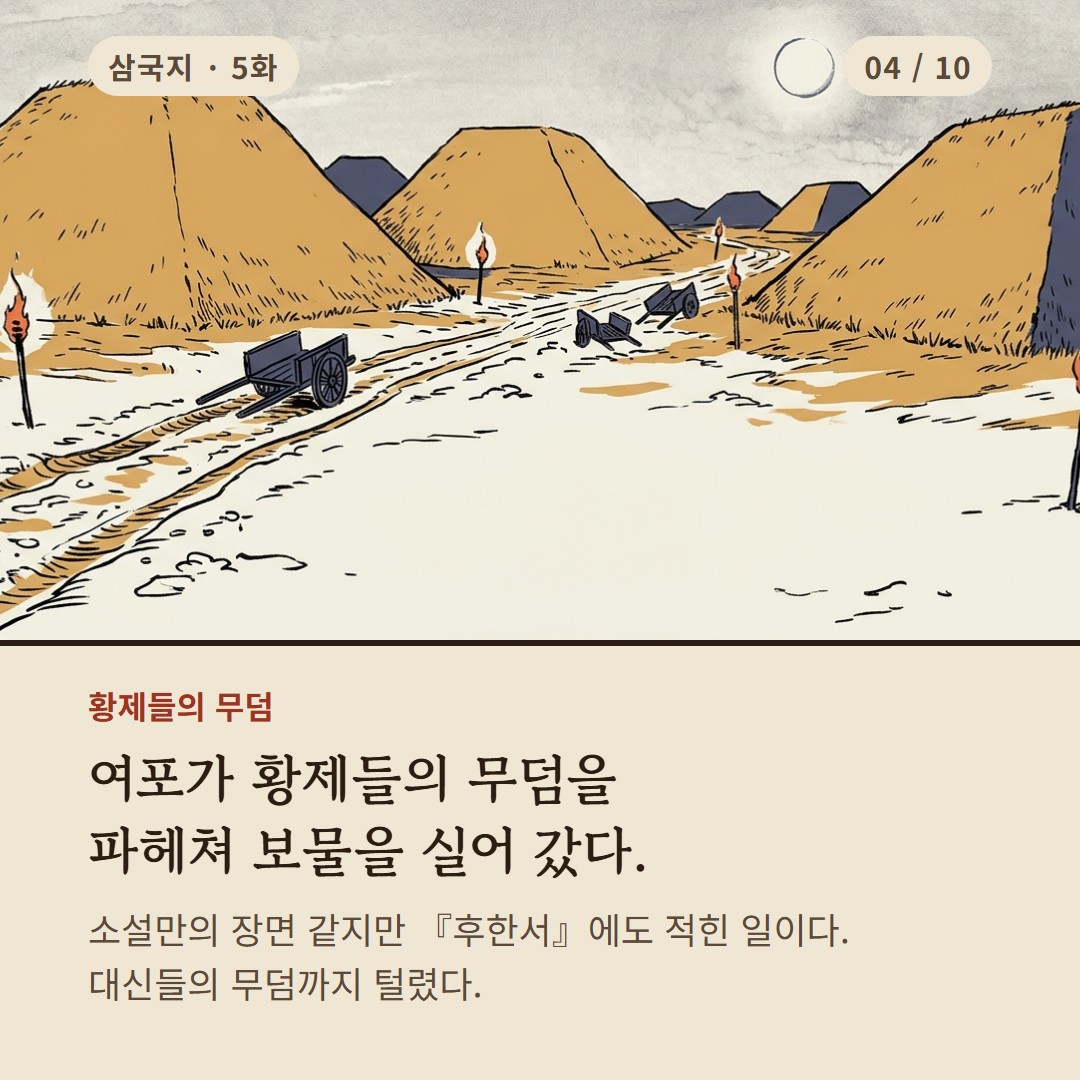 삼국지 · 5화
04 / 10
황제들의 무덤
여포가 황제들의 무덤을
파헤쳐 보물을 실어 갔다.
소설만의 장면 같지만 『후한서』에도 적힌 일이다.
대신들의 무덤까지 털렸다.